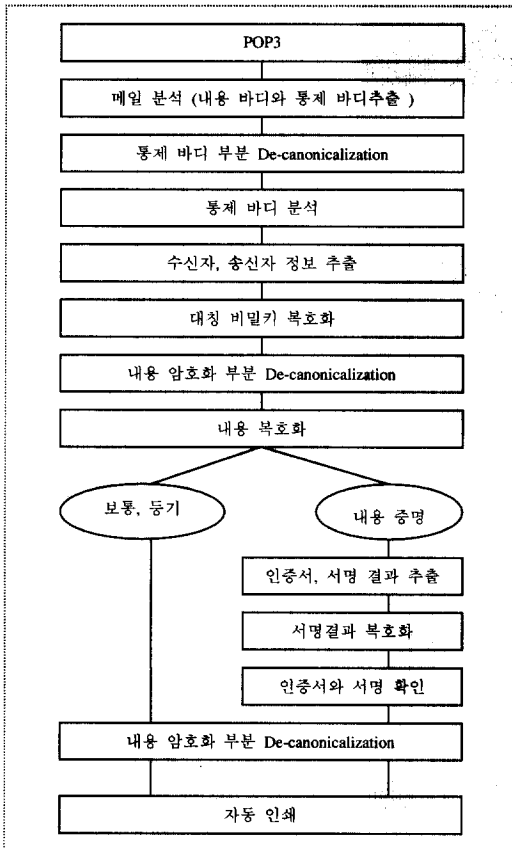 POP3
메일 분석 (내용 바디와 통제 바디추출 )
통제 바디 부분 De-canonicalization
통제 바디 분석
수신자, 송신자 정보 추출
대칭 비밀키 복호화
내용 암호화 부분 De-canonicalization
내용 복호화
보통, 등기
내용 증명
인증서, 서명 결과 추출
서명결과 복호화
인증서와 서명 확인
내용 암호화 부분 De-canonicalization
자동 인쇄